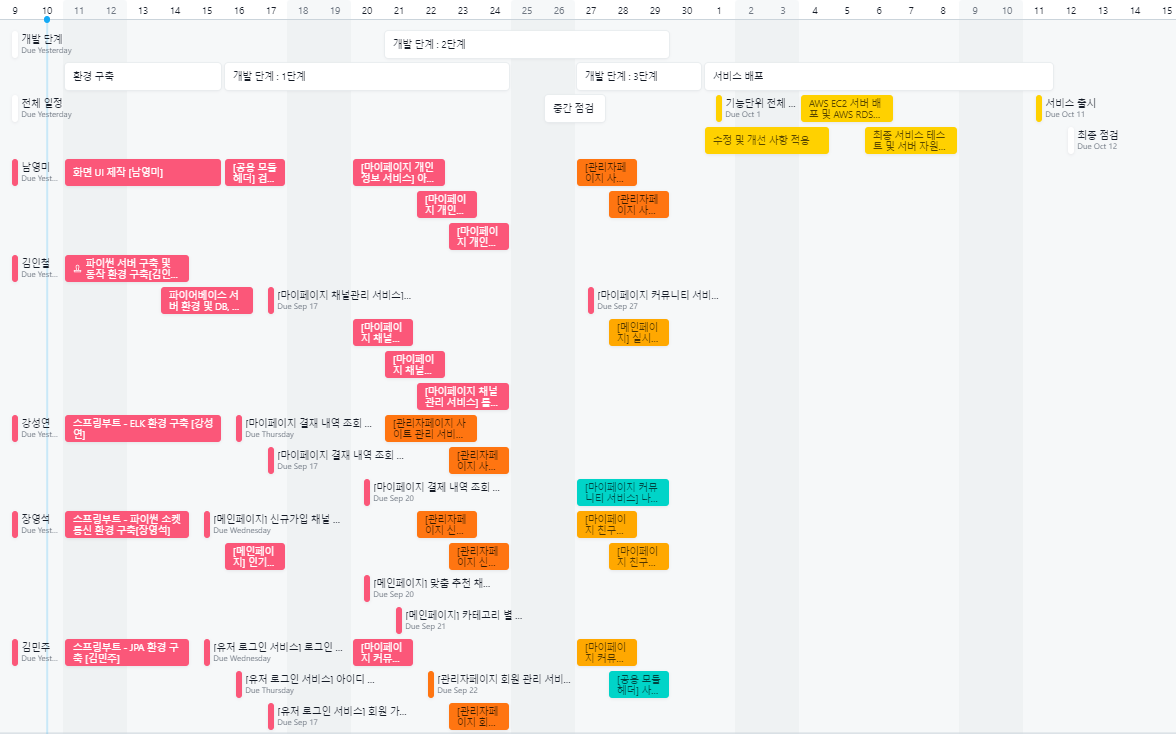 9 10 11 12 13 14 15 16 17 18 19 20 21 22 23 24 25 26 27 28 29 30 1 2 3 4 5 6 7 8 9 10 11 12 13 14 15
개발 단계
Due Yesterday
개발 단계 : 2단계
환경 구축
개발 단계 : 1단계
개발 단계 : 3단계
서비스 배포
전체 일정
Due Yesterday
중간 점검
기능단위 전체 ...
Due Oct 1
AWS EC2 서버 배
포 및 AWS RDS...
서비스 출시
Due Oct 11
수정 및 개선 사항 적용
최종 서비스 테스
트 및 서버 자원...
최종 점검
Due Oct 12
남영미
Due Yest...
화면 UI 제작 [남영미]
[공용 모듈
헤더] 검...
[마이페이지 개인
정보 서비스] 아...
[관리자페
이지 사...
[마이페이
지 개인...
[관리자페
이지 사...
[마이페이
지 개인...
김인철
Due Yest...
파이썬 서버 구축 및
동작 환경 구축[김인...
파이어베이스 서
버 환경 및 DB, ...
[마이페이지 채널관리 서비스]...
Due Sep 17
[마이페이지 커뮤니티 서비...
Due Sep 27
[마이페이
지 채널...
[메인페이
지] 실시...
[마이페이
지 채널...
[마이페이지 채널
관리 서비스] 룰...
강성연
Due Yest...
스프링부트 - ELK 환경 구축 [강성
연]
[마이페이지 결재 내역 조회 ...
Due Thursday
[관리자페이지 사
이트 관리 서비...
[마이페이지 결재 내역 조회 ...
Due Sep 17
[관리자페
이지 사...
[마이페이지 결제 내역 조회 ...
Due Sep 20
[마이페이지 커뮤
니티 서비스] 나...
장영석
Due Yest...
스프링부트 - 파이썬 소켓
통신 환경 구축[장영석]
[메인페이지] 신규가입 채널 ...
Due Wednesday
[관리자페
이지 신...
[마이페이
지 친구...
[메인페이
지] 인기...
[관리자페
이지 신...
[마이페이
지 친구...
[메인페이지] 맞춤 추천 채...
Due Sep 20
[메인페이지] 카테고리 별 ...
Due Sep 21
김민주
Due Yest...
스프링부트 - JPA 환경 구
축 [김민주]
[유저 로그인 서비스] 로그인 ...
Due Wednesday
[마이페이
지 커뮤...
[마이페이
지 커뮤...
[유저 로그인 서비스] 아이디 ...
Due Thursday
[관리자페이지 회원 관리 서비...
Due Sep 22
[공용 모듈
헤더] 사...
[유저 로그인 서비스] 회원 가...
Due Sep 17
[관리자페
이지 회...